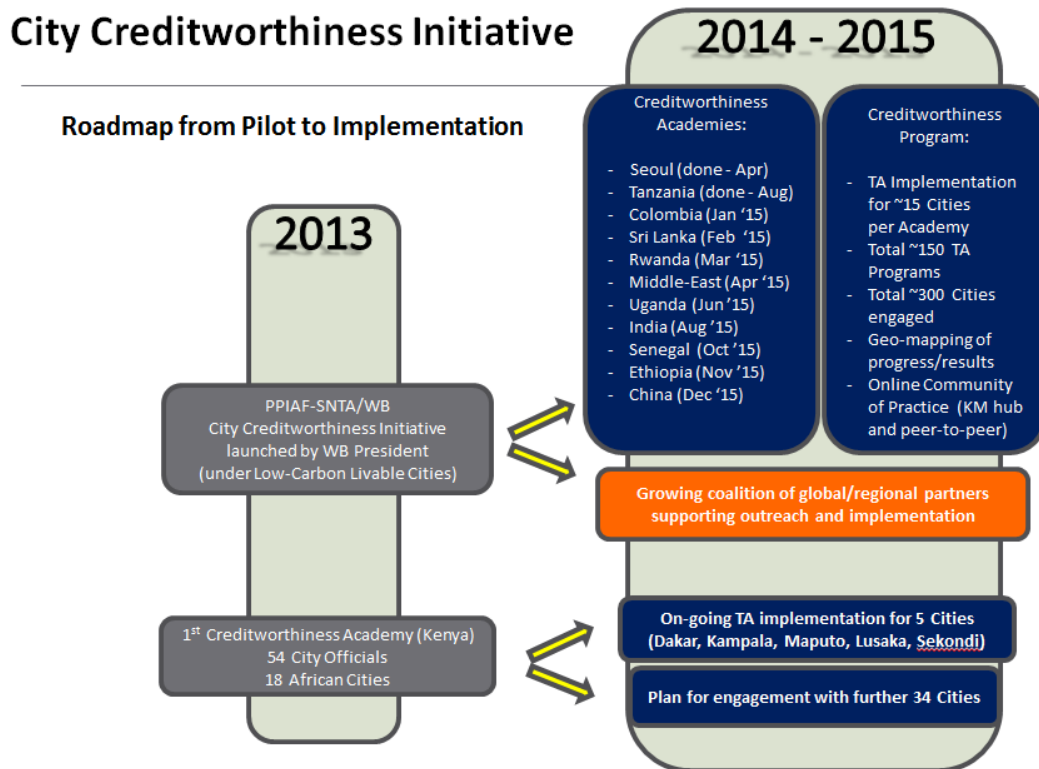 City Creditworthiness Initiative
Roadmap from Pilot to Implementation
2013
PPIAF-SNTA/WB
City Creditworthiness Initiative
launched by WB President
(under Low-Carbon Livable Cities)
1st Creditworthiness Academy (Kenya)
54 City Officials
18 African Cities
2014 - 2015
Creditworthiness
Academies:
- Seoul (done - Apr)
- Tanzania (done - Aug)
- Colombia (Jan ‘15)
- Sri Lanka (Feb ‘15)
- Rwanda (Mar ‘15)
- Middle-East (Apr ‘15)
- Uganda (Jun’15)
- India (Aug ’15)
- Senegal (Oct ’15)
- Ethiopia (Nov ’15)
- China (Dec ’15)
Creditworthiness
Program:
- TA Implementation
for ~15 Cities
per Academy
- Total ~150 TA
Programs
- Total ~300 Cities
engaged
- Geo-mapping of
progress/results
- Online Community
of Practice (KM hub
and peer-to-peer)
Growing coalition of global/regional partners
supporting outreach and implementation
On-going TA implementation for 5 Cities
(Dakar, Kampala, Maputo, Lusaka, Sekondi)
Plan for engagement with further 34 Cities